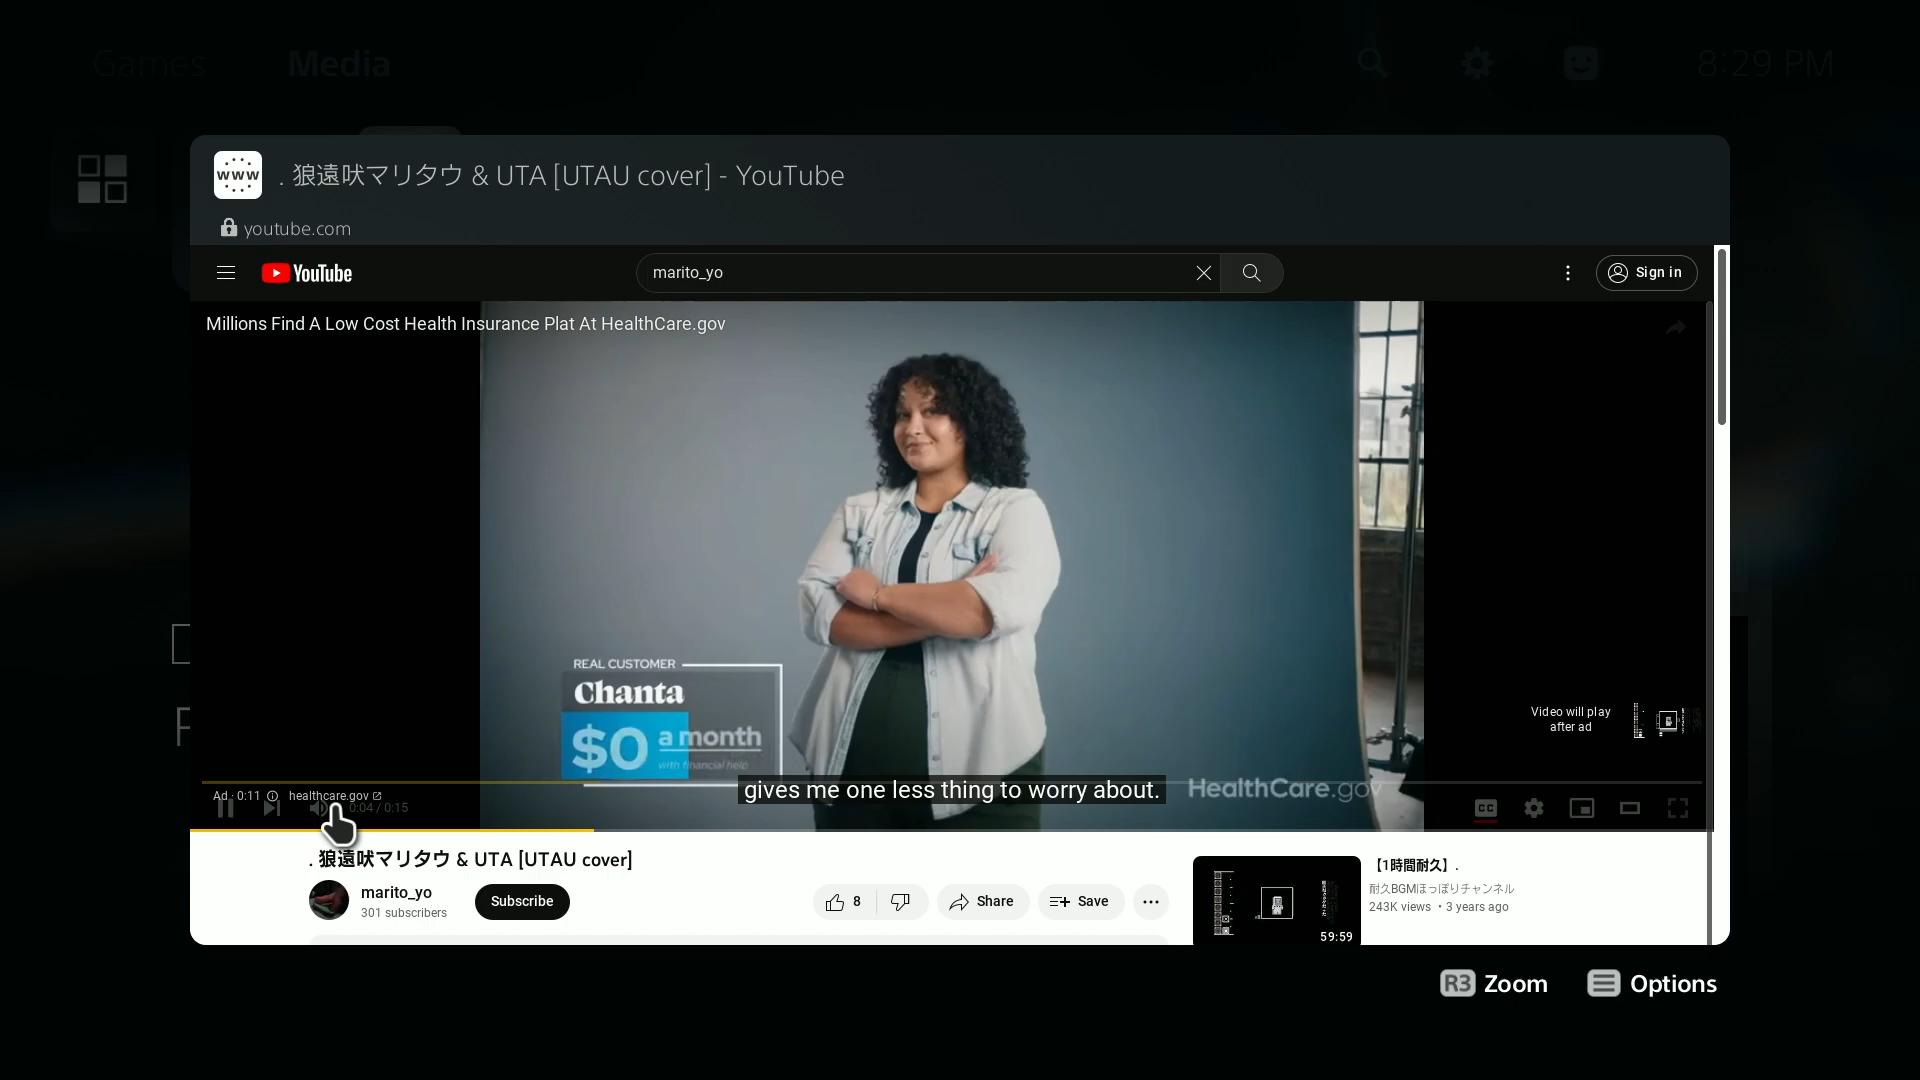 Games
Media
8:29 PM
www
. 狼遠吠マリタウ & UTA [UTAU cover] - YouTube
youtube.com
YouTube
marito_yo
Sign in
Millions Find A Low Cost Health Insurance Plat At HealthCare.gov
REAL CUSTOMER
Chanta
$0 a month
with financial help
Video will play
after ad
gives me one less thing to worry about.
HealthCare.gov
Ad · 0:11
healthcare.gov
0:04 / 0:15
CC
. 狼遠吠マリタウ & UTA [UTAU cover]
marito_yo
301 subscribers
Subscribe
8
Share
Save
【1時間耐久】.
耐久BGMほっぽりチャンネル
243K views • 3 years ago
59:59
R3 Zoom
Options